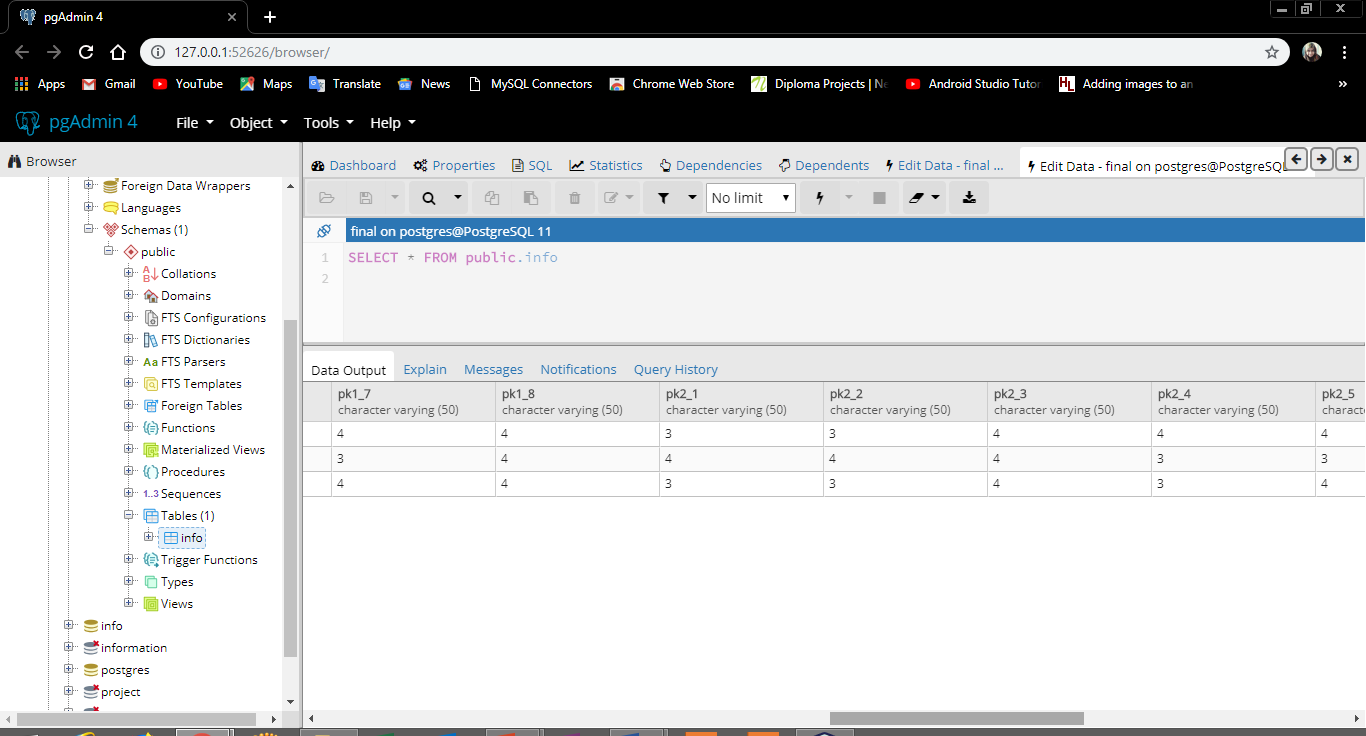 pgAdmin 4
127.0.0.1:52626/browser/
Apps Gmail YouTube Maps Translate News MySQL Connectors Chrome Web Store Diploma Projects | Ne Android Studio Tutor Adding images to an
pgAdmin 4 File Object Tools Help
Browser
Foreign Data Wrappers
Languages
Schemas (1)
public
Collations
Domains
FTS Configurations
FTS Dictionaries
Aa FTS Parsers
FTS Templates
Foreign Tables
Functions
Materialized Views
Procedures
1..3 Sequences
Tables (1)
info
Trigger Functions
Types
Views
info
information
postgres
project
Dashboard Properties SQL Statistics Dependencies Dependents Edit Data - final ... Edit Data - final on postgres@PostgreSQL
No limit
final on postgres@PostgreSQL 11
1 SELECT * FROM public.info
2
Data Output Explain Messages Notifications Query History
pk1_7 pk1_8 pk2_1 pk2_2 pk2_3 pk2_4 pk2_5
character varying (50) character varying (50) character varying (50) character varying (50) character varying (50) character varying (50) charact
4 4 3 3 4 4 4
3 4 4 4 4 3 3
4 4 3 3 4 3 4